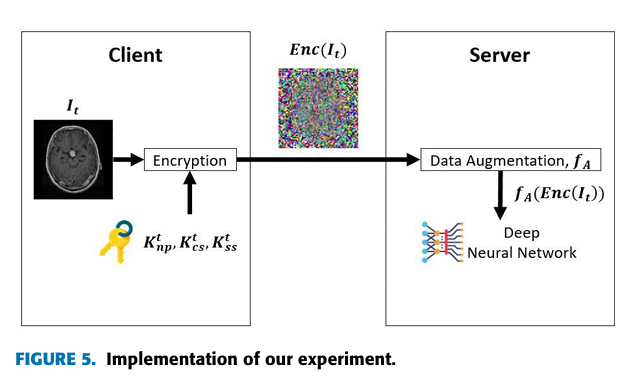 Client
Server
Enc(I_t)
I_t
Encryption
Data Augmentation, f_A
f_A(Enc(I_t))
K^t_np, K^t_cs, K^t_ss
Deep
Neural Network
FIGURE 5. Implementation of our experiment.